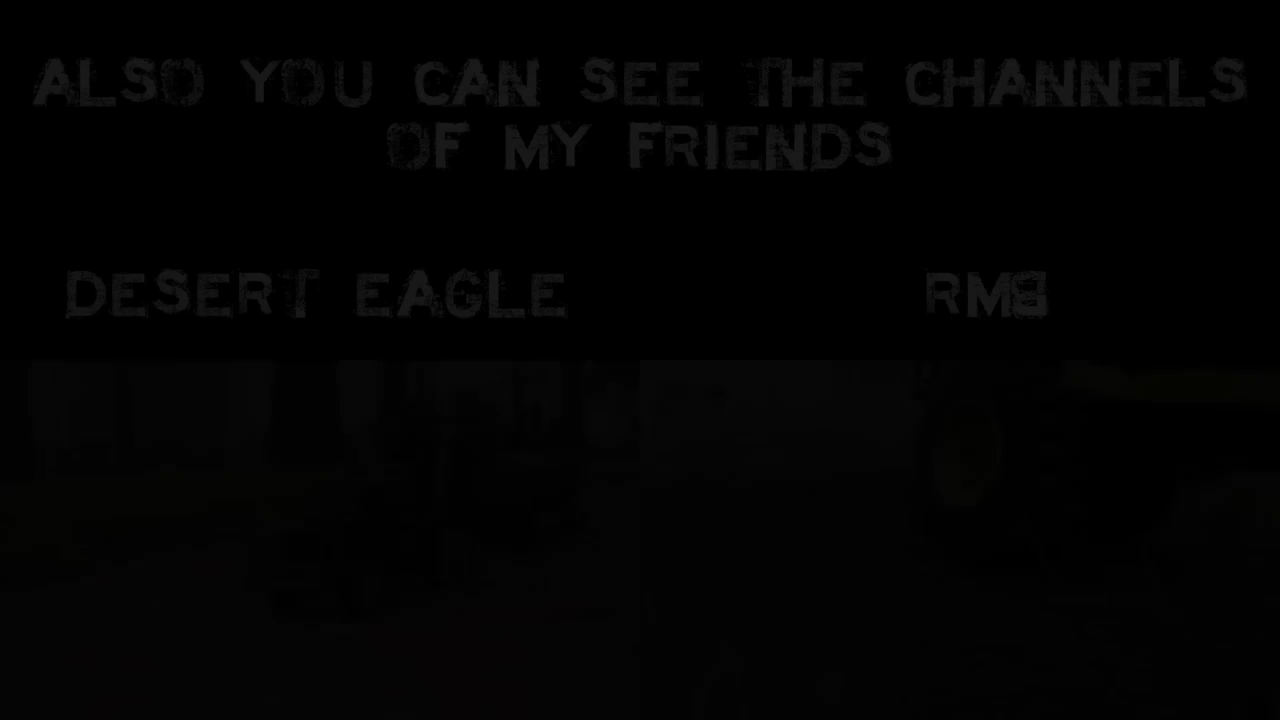 ALSO YOU CAN SEE THE CHANNELS
OF MY FRIENDS
DESERT EAGLE
RMB